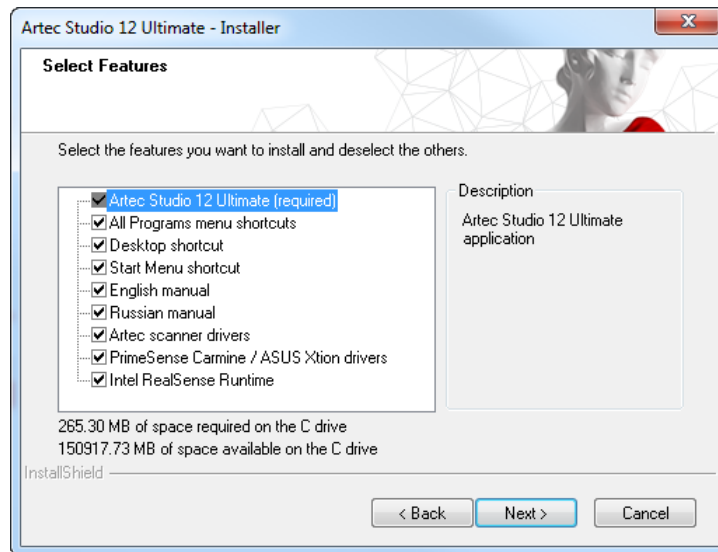 Artec Studio 12 Ultimate - Installer
Select Features
Select the features you want to install and deselect the others.
Artec Studio 12 Ultimate (required)
All Programs menu shortcuts
Desktop shortcut
Start Menu shortcut
English manual
Russian manual
Artec scanner drivers
PrimeSense Carmine / ASUS Xtion drivers
Intel RealSense Runtime
Description
Artec Studio 12 Ultimate
application
265.30 MB of space required on the C drive
150917.73 MB of space available on the C drive
InstallShield
< Back
Next >
Cancel